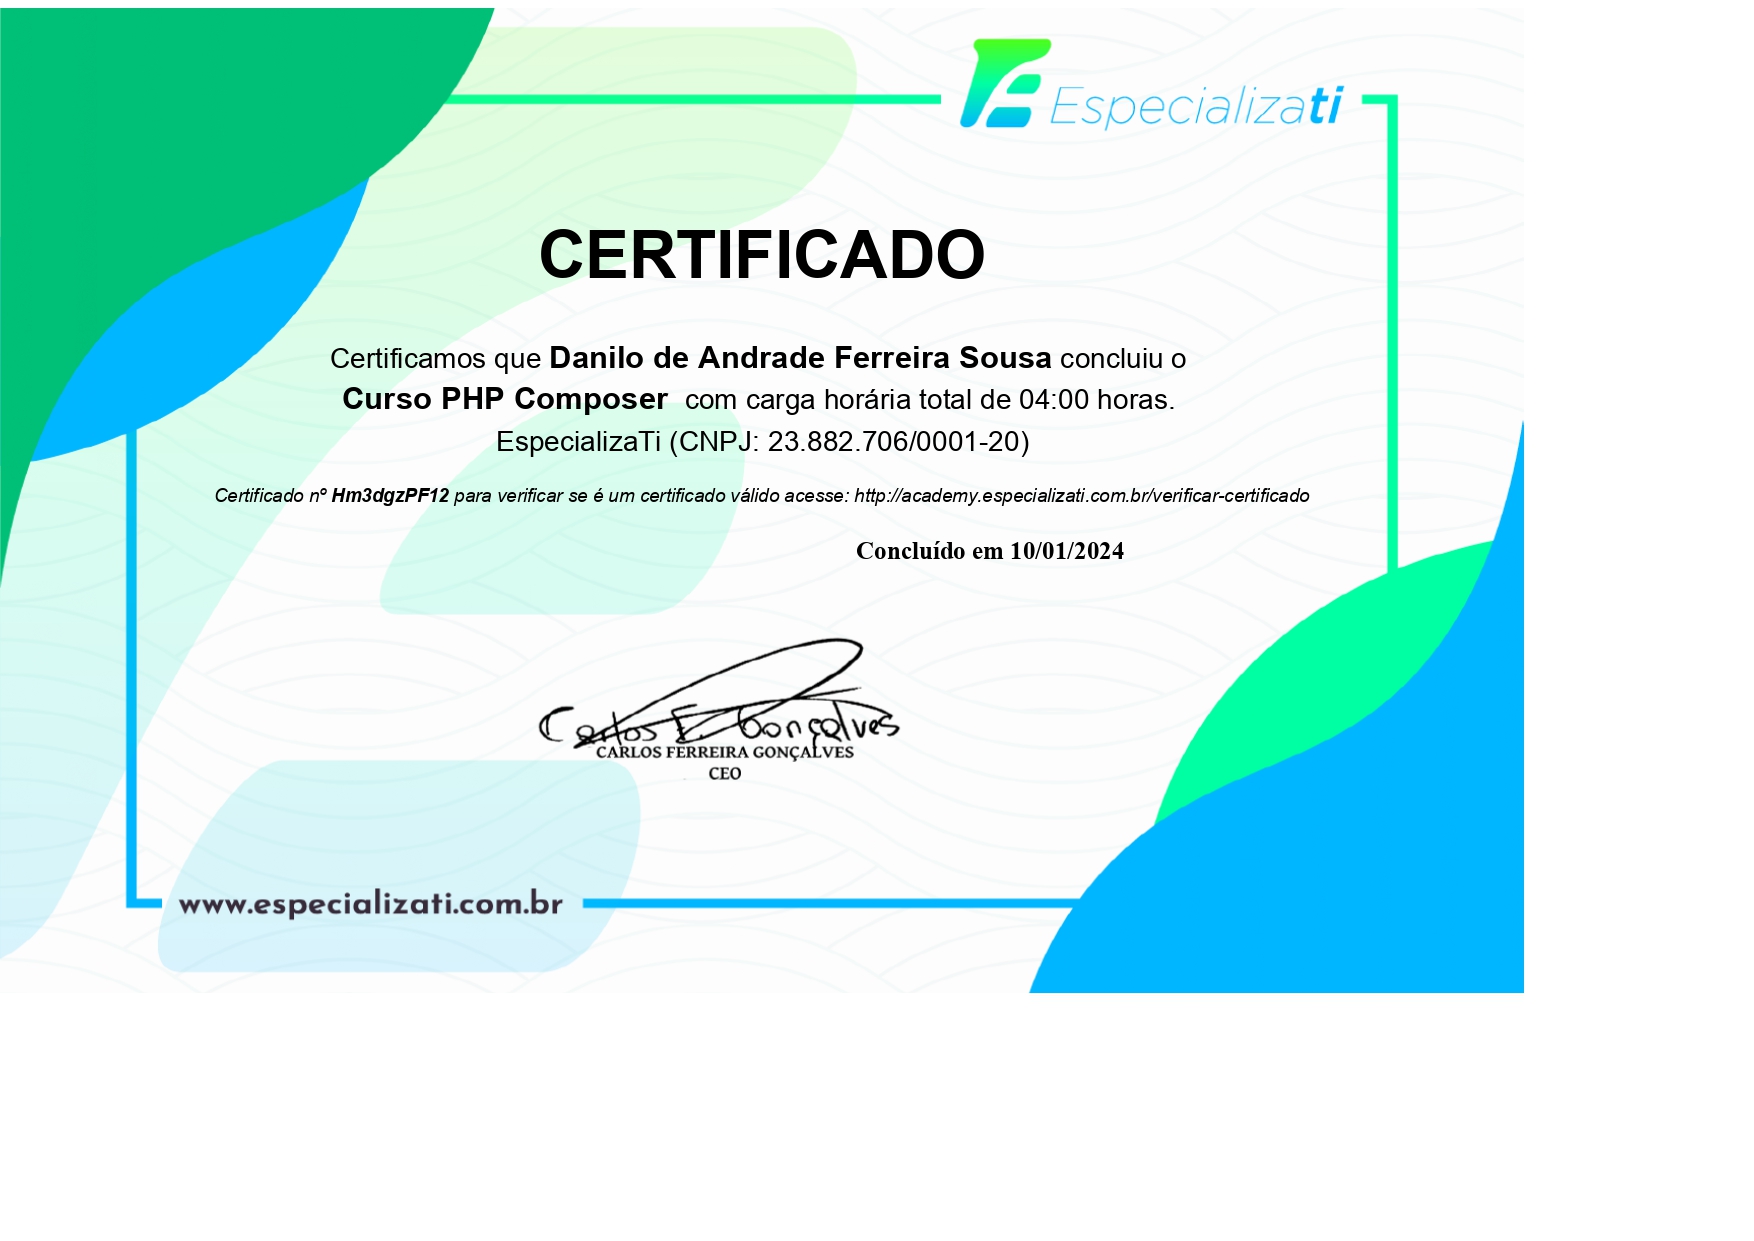 Especializati
CERTIFICADO
Certificamos que Danilo de Andrade Ferreira Sousa concluiu o
Curso PHP Composer com carga horária total de 04:00 horas.
EspecializaTi (CNPJ: 23.882.706/0001-20)
Certificado nº Hm3dgzPF12 para verificar se é um certificado válido acesse: http://academy.especializati.com.br/verificar-certificado
Concluído em 10/01/2024
Carlos F. Gonçalves
CARLOS FERREIRA GONÇALVES
CEO
www.especializati.com.br